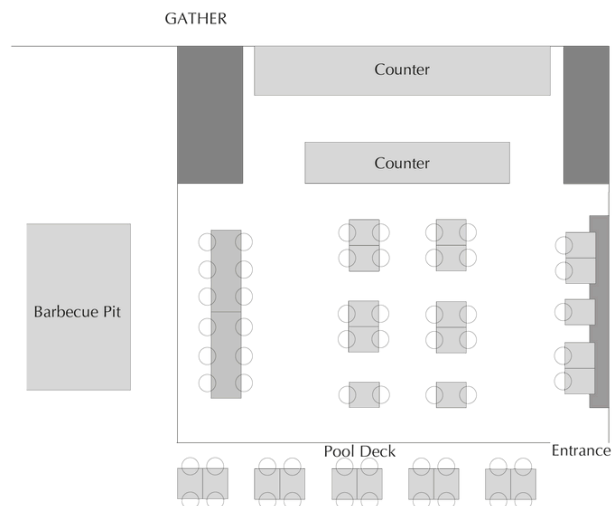 GATHER
Counter
Counter
Barbecue Pit
Pool Deck
Entrance